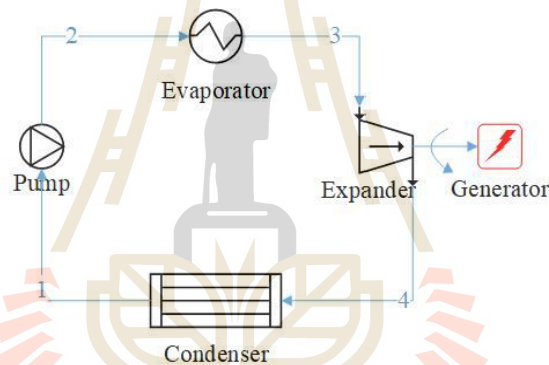 2
3
Evaporator
Pump
Expander
Generator
1
4
Condenser